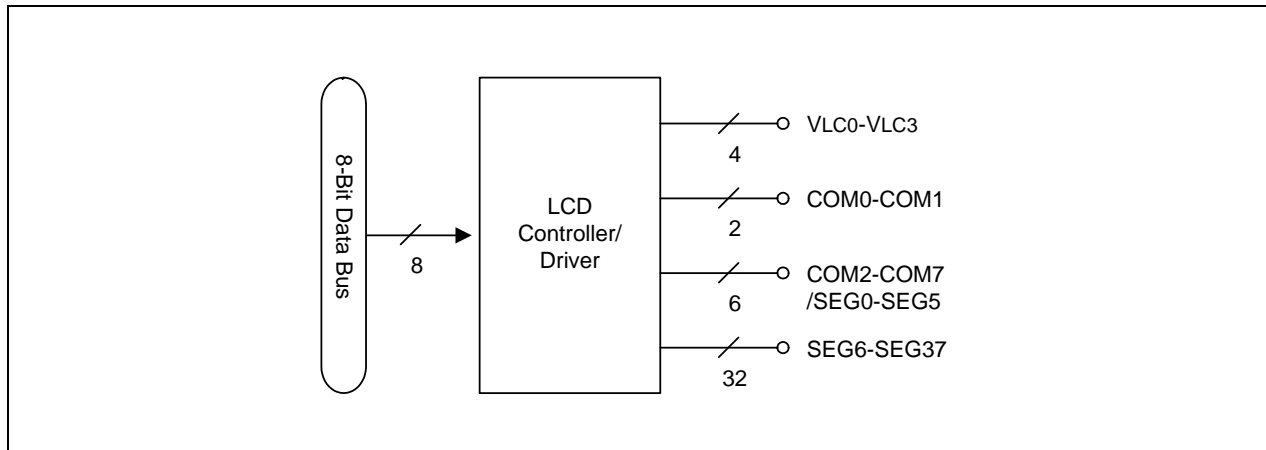 8-Bit Data Bus
8
LCD
Controller/
Driver
VLC0-VLC3
4
COM0-COM1
2
COM2-COM7
/SEG0-SEG5
6
SEG6-SEG37
32